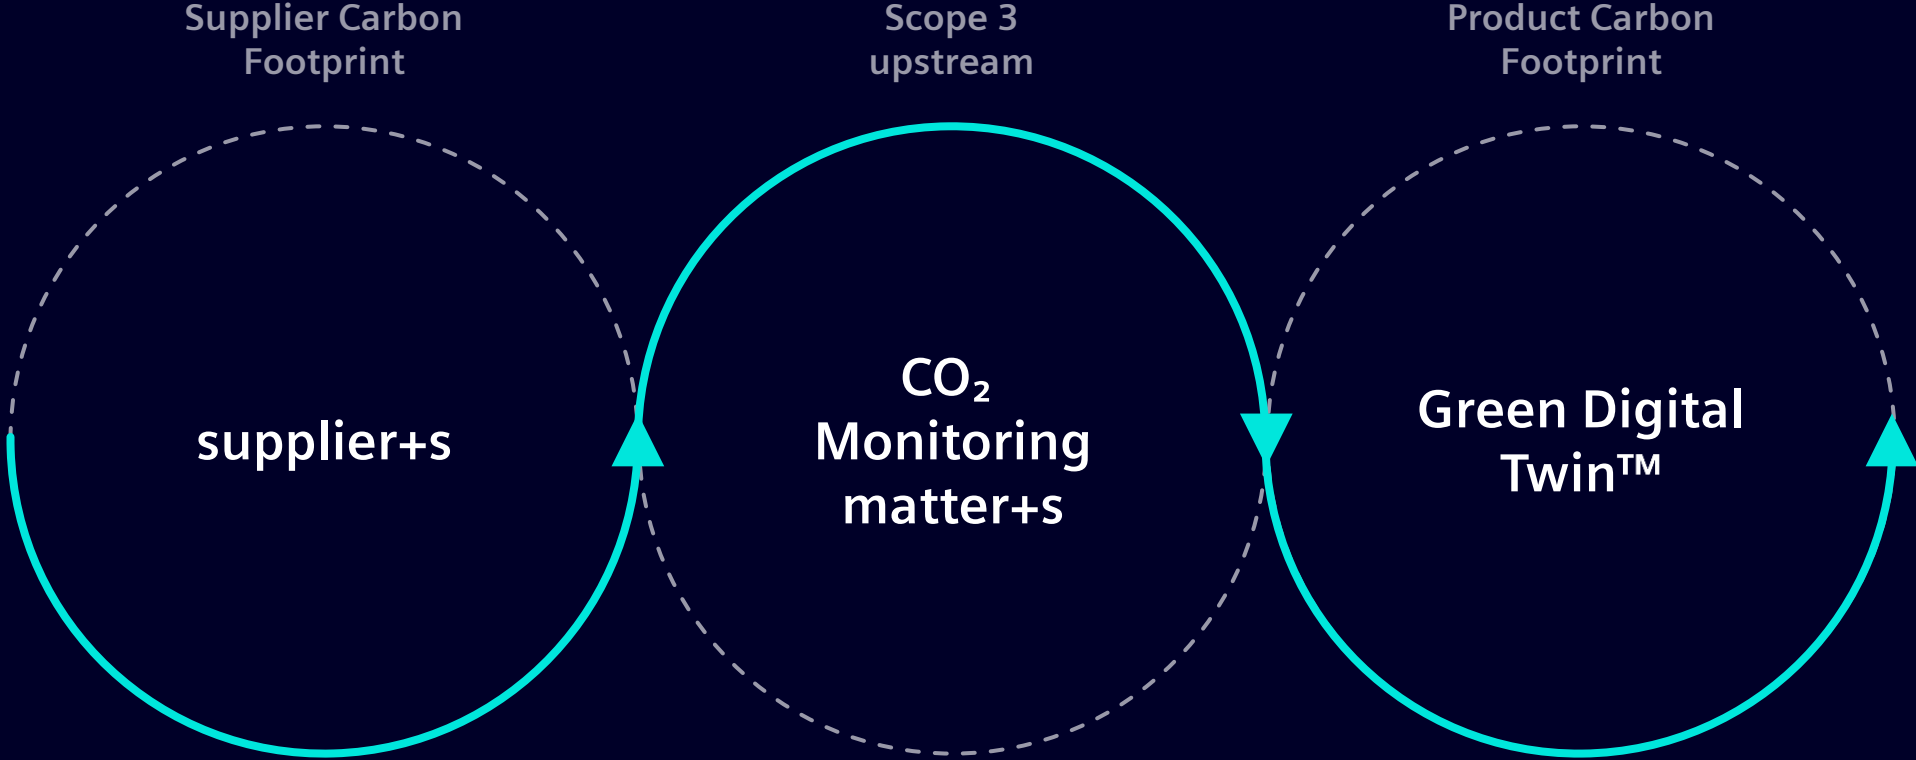 Supplier Carbon
Footprint
Scope 3
upstream
Product Carbon
Footprint
supplier+s
CO₂
Monitoring
matter+s
Green Digital
Twin™